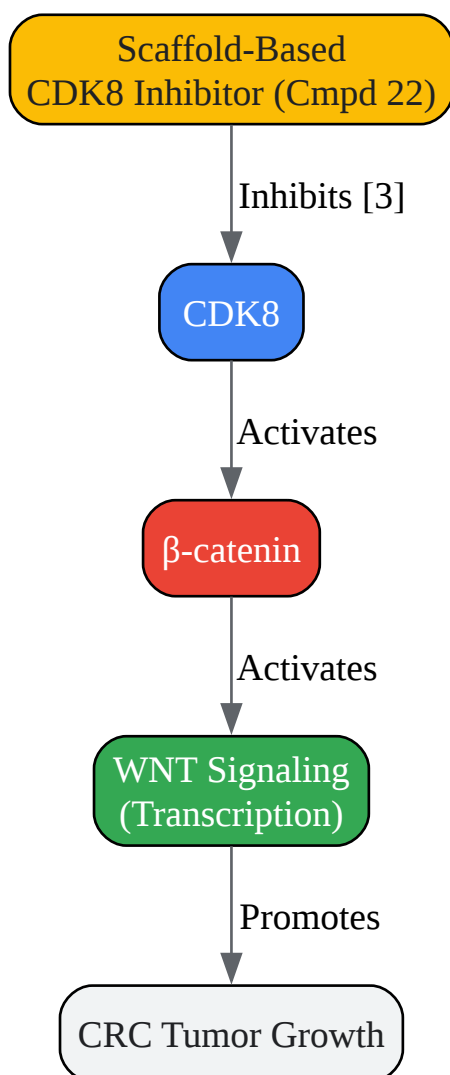 Scaffold-Based
CDK8 Inhibitor (Cmpd 22)
Inhibits [3]
CDK8
Activates
β-catenin
Activates
WNT Signaling
(Transcription)
Promotes
CRC Tumor Growth